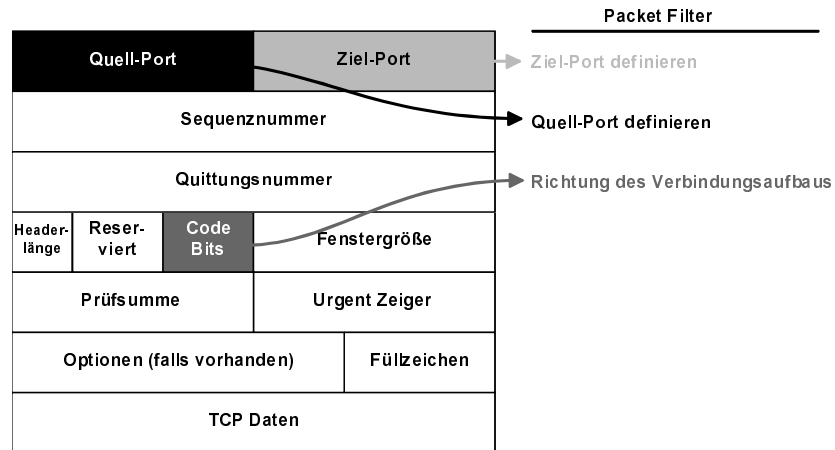 Packet Filter
Quell-Port
Ziel-Port
Ziel-Port definieren
Sequenznummer
Quell-Port definieren
Quittungsnummer
Richtung des Verbindungsaufbaus
Header-
länge
Reser-
viert
Code
Bits
Fenstergröße
Prüfsumme
Urgent Zeiger
Optionen (falls vorhanden)
Füllzeichen
TCP Daten